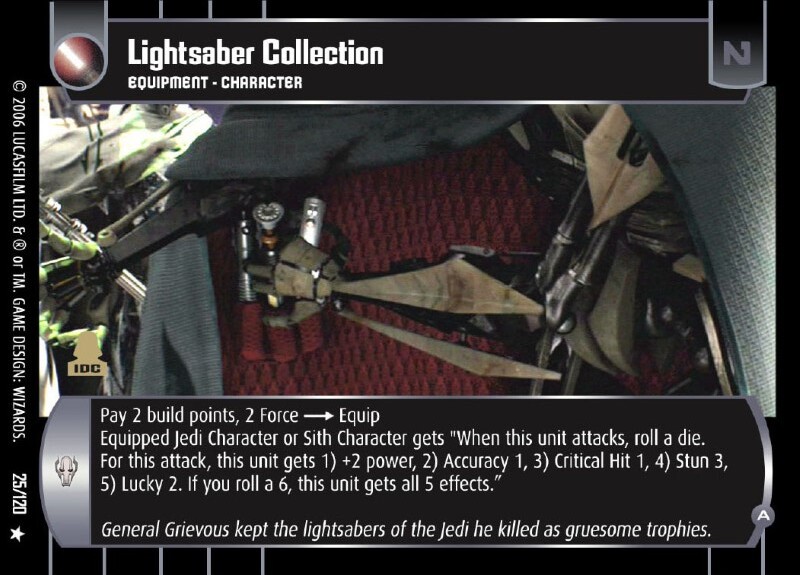 Lightsaber Collection
EQUIPMENT - CHARACTER
N
© 2006 LUCASFILM LTD. & ® or TM. GAME DESIGN: WIZARDS.
25/120
IDC
Pay 2 build points, 2 Force → Equip
Equipped Jedi Character or Sith Character gets "When this unit attacks, roll a die.
For this attack, this unit gets 1) +2 power, 2) Accuracy 1, 3) Critical Hit 1, 4) Stun 3,
5) Lucky 2. If you roll a 6, this unit gets all 5 effects."
General Grievous kept the lightsabers of the Jedi he killed as gruesome trophies.
A